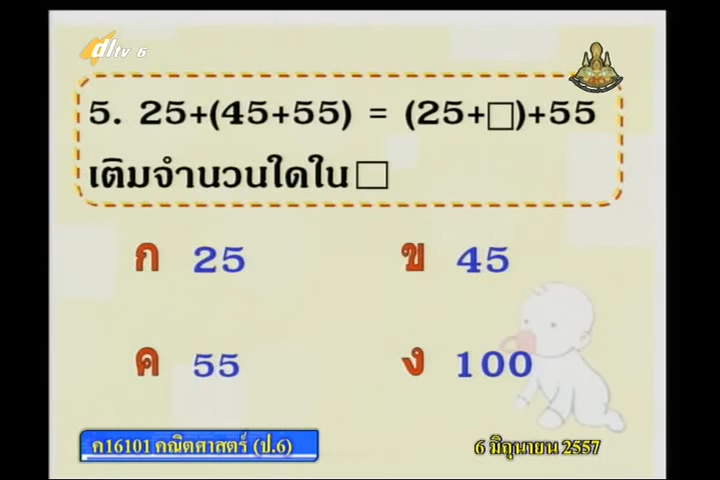 dltv 6
5. 25+(45+55) = (25+□)+55
เติมจำนวนใดใน □
ก 25
ข 45
ค 55
ง 100
ค16101 คณิตศาสตร์ (ป.6)
6 มิถุนายน 2557